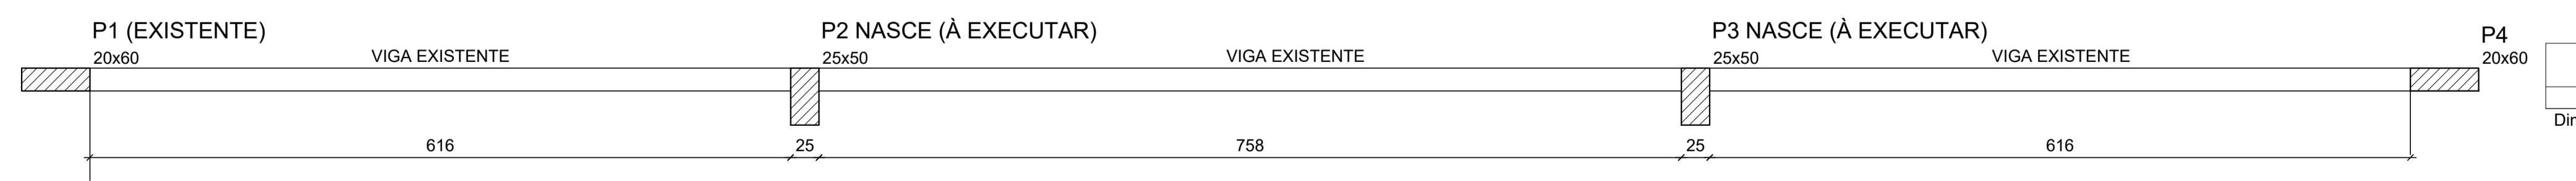 P1 (EXISTENTE)
20x60
VIGA EXISTENTE
P2 NASCE (À EXECUTAR)
25x50
VIGA EXISTENTE
P3 NASCE (À EXECUTAR)
25x50
VIGA EXISTENTE
P4
20x60
616
25
758
25
616